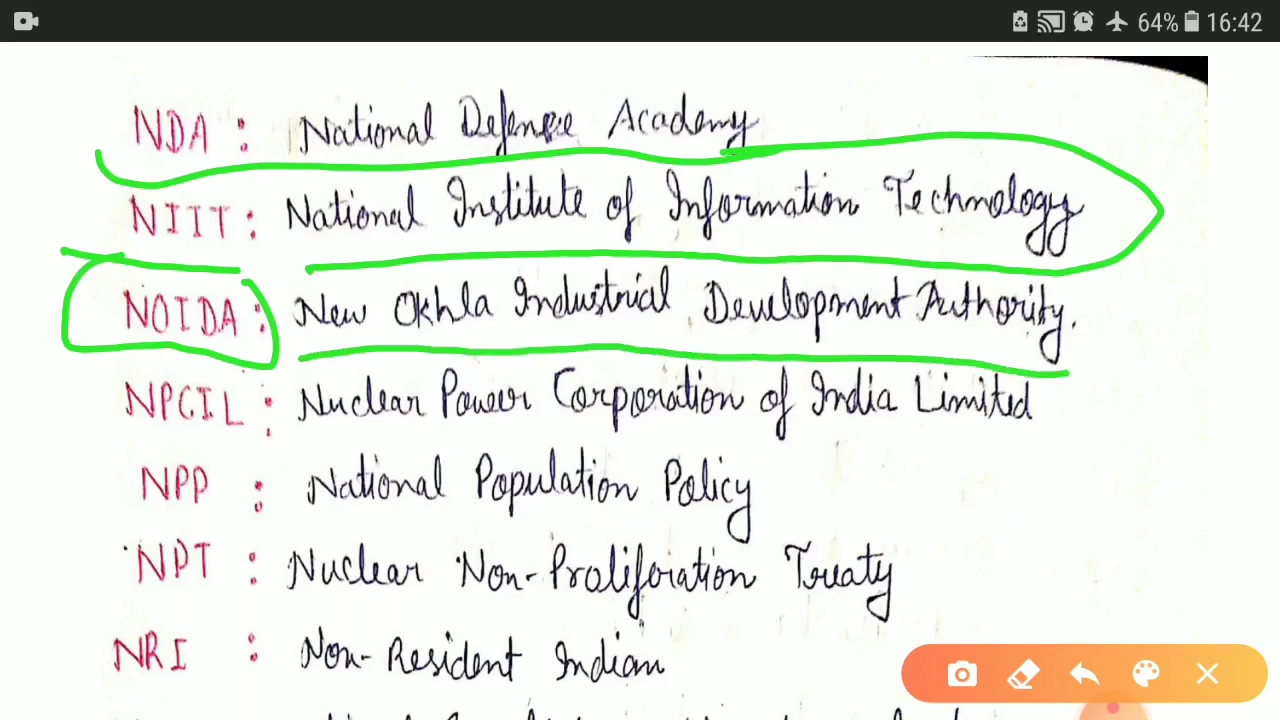 64% 16:42
NDA : National Defence Academy
NIIT : National Institute of Information Technology
NOIDA : New Okhla Industrial Development Authority.
NPCIL : Nuclear Power Corporation of India Limited
NPP : National Population Policy
NPT : Nuclear Non-Proliferation Treaty
NRI : Non-Resident Indian